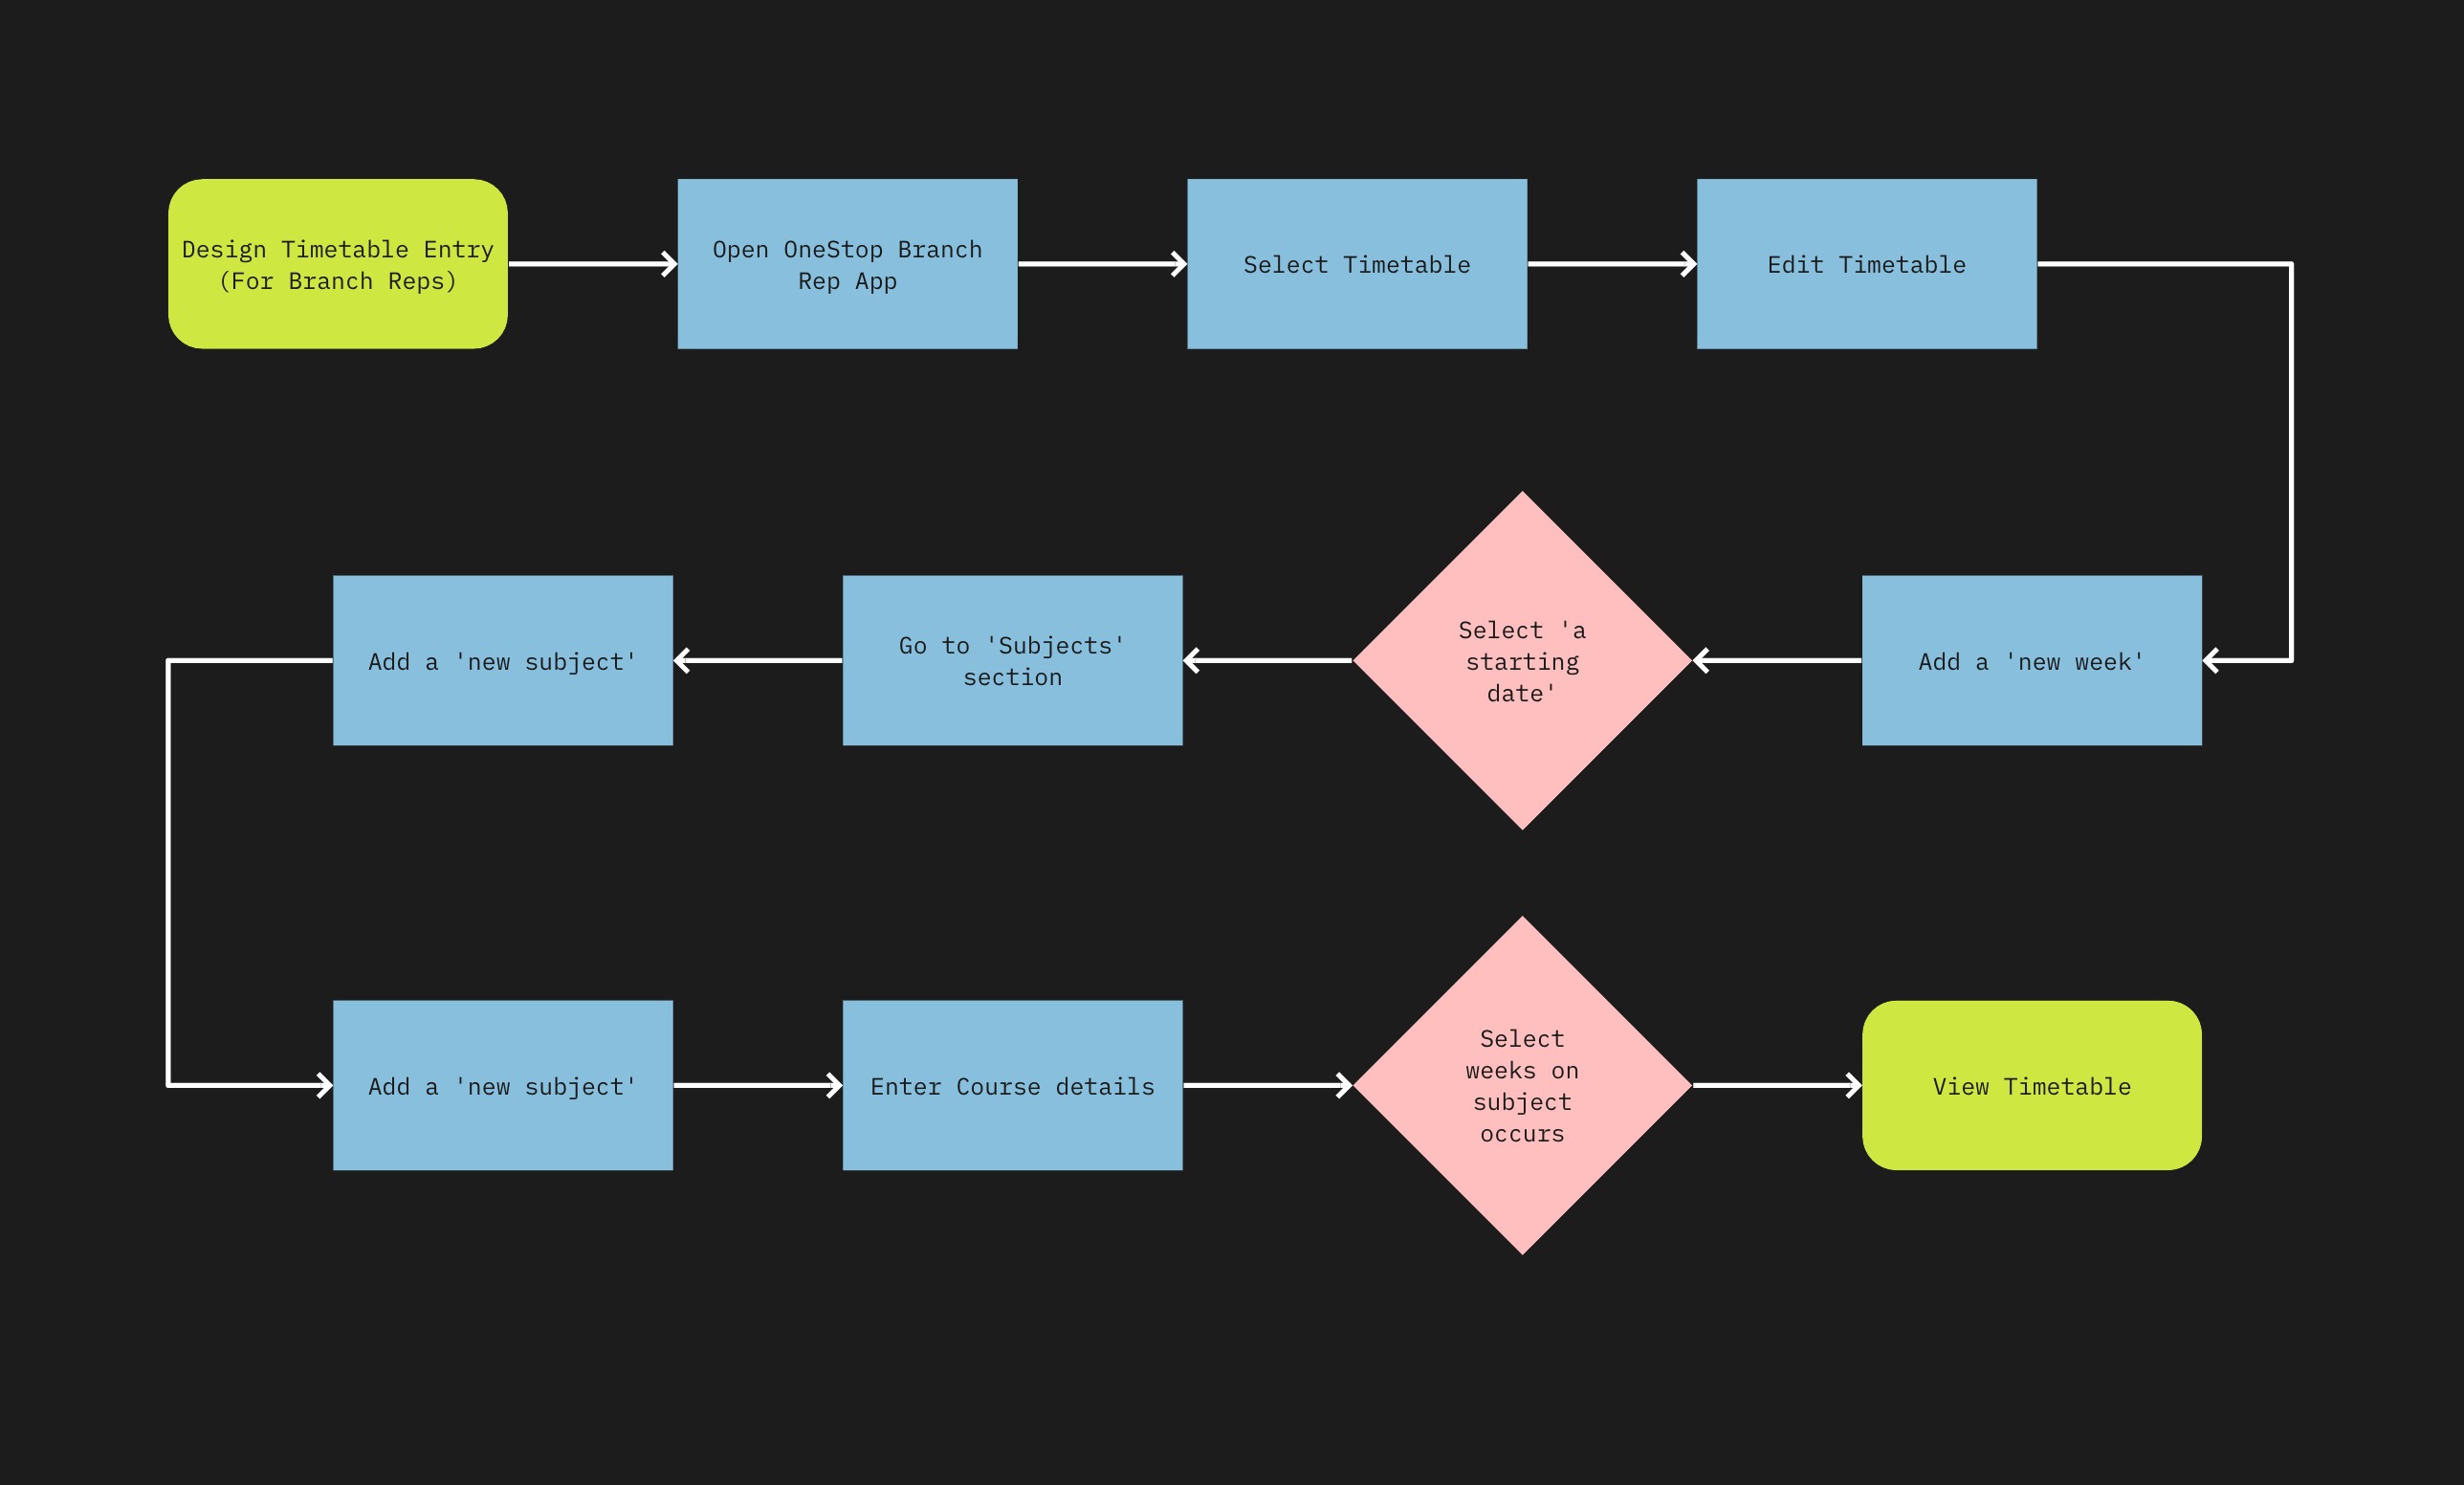 Design Timetable Entry
(For Branch Reps)
Open OneStop Branch
Rep App
Select Timetable
Edit Timetable
Add a 'new week'
Select 'a
starting
date'
Go to 'Subjects'
section
Add a 'new subject'
Add a 'new subject'
Enter Course details
Select
weeks on
subject
occurs
View Timetable